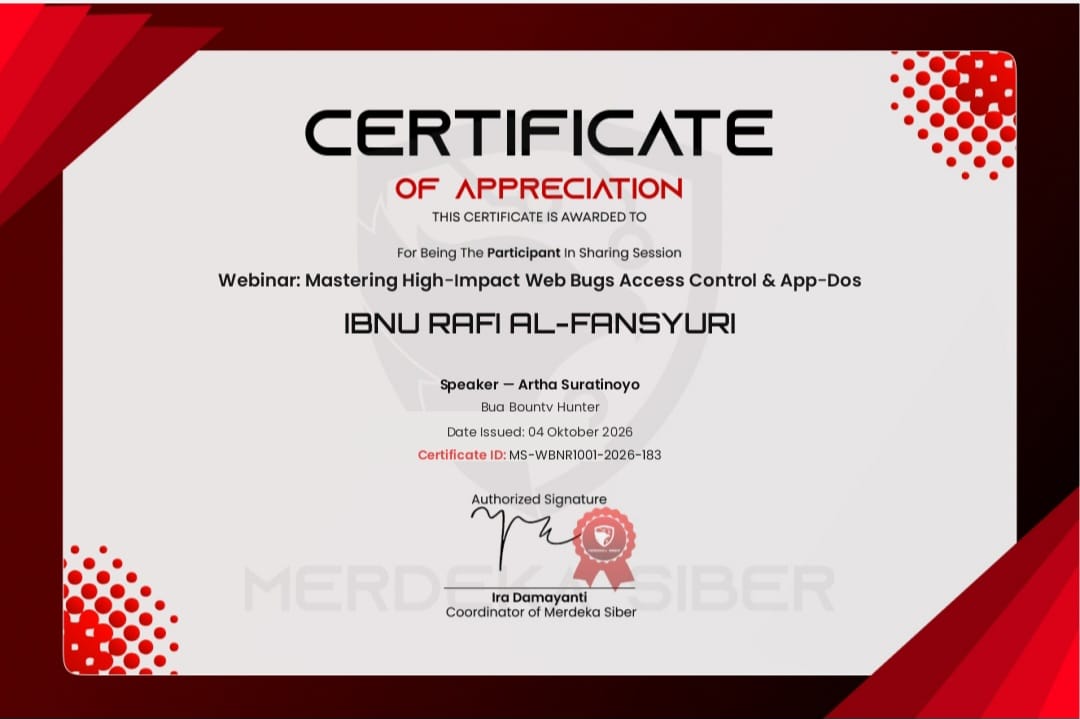 CERTIFICATE
OF APPRECIATION
THIS CERTIFICATE IS AWARDED TO
For Being The Participant In Sharing Session
Webinar: Mastering High-Impact Web Bugs Access Control & App-Dos
IBNU RAFI AL-FANSYURI
Speaker — Artha Suratinoyo
Bug Bounty Hunter
Date Issued: 04 Oktober 2026
Certificate ID: MS-WBNR1001-2026-183
Authorized Signature
MERDEKA SIBER
Ira Damayanti
Coordinator of Merdeka Siber